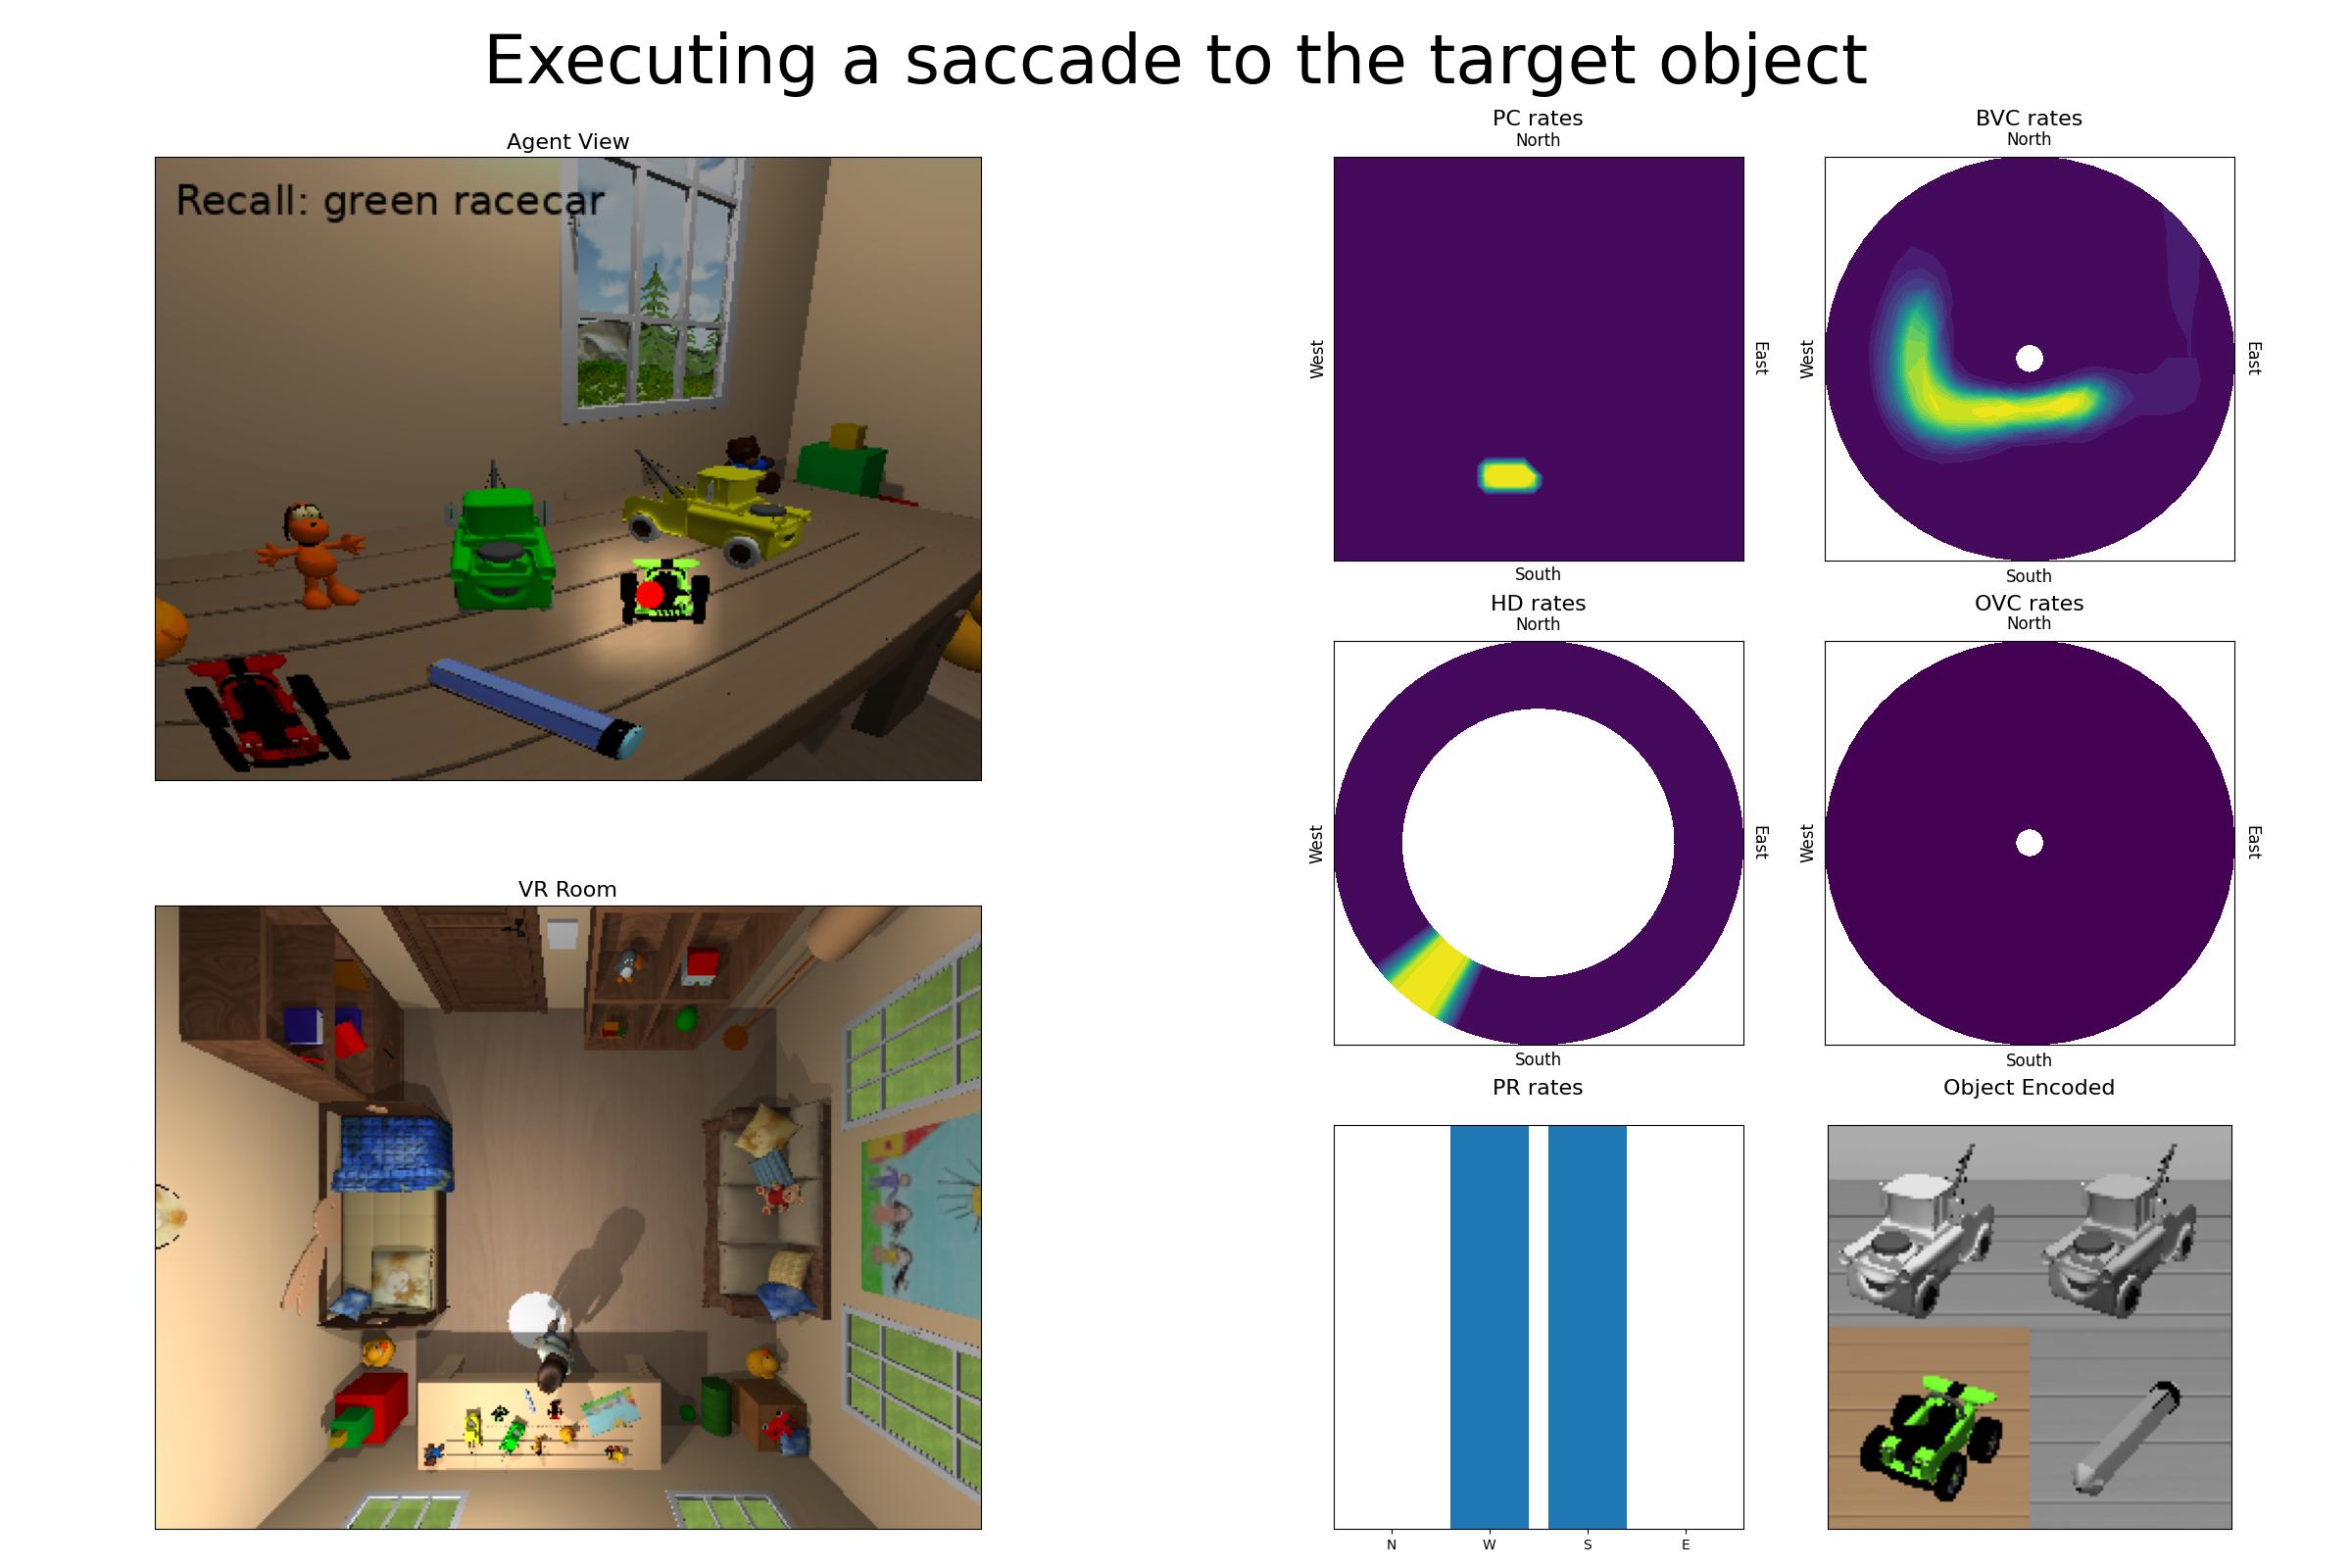 Executing a saccade to the target object
Agent View
Recall: green racecar
VR Room
PC rates
North
West
East
South
BVC rates
North
West
East
South
HD rates
North
West
East
South
OVC rates
North
West
East
South
PR rates
N W S E
Object Encoded